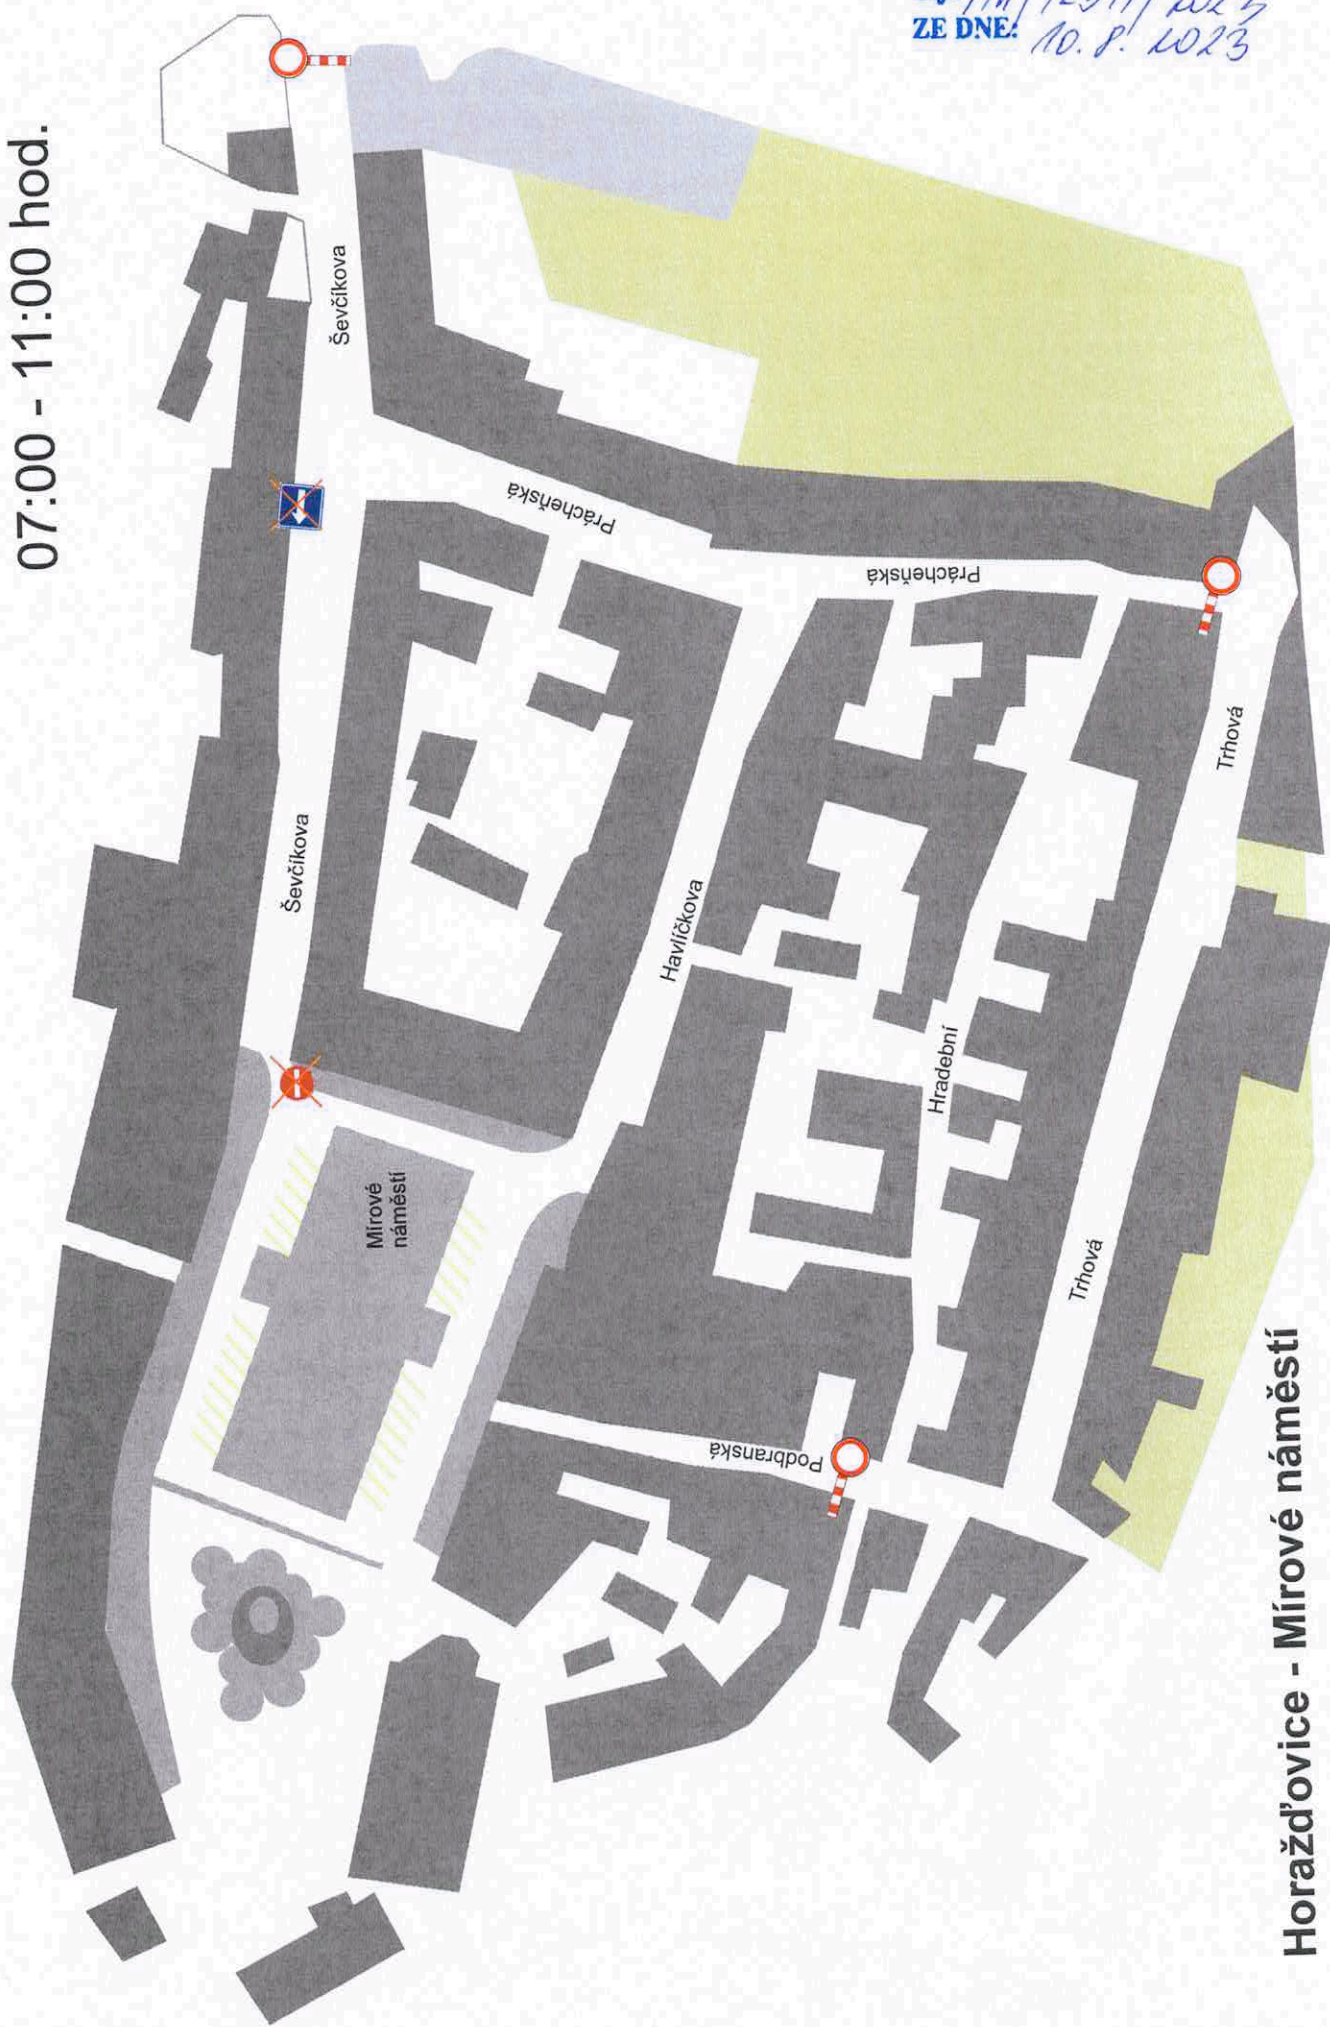 07:00 - 11:00 hod.
ZE DNE: 10. 8. 2023
Ševčíkova
Ševčíkova
Prácheňská
Prácheňská
Havlíčkova
Hradební
Trhová
Trhová
Mírové
náměstí
Podbranská
Horažďovice - Mírové náměstí